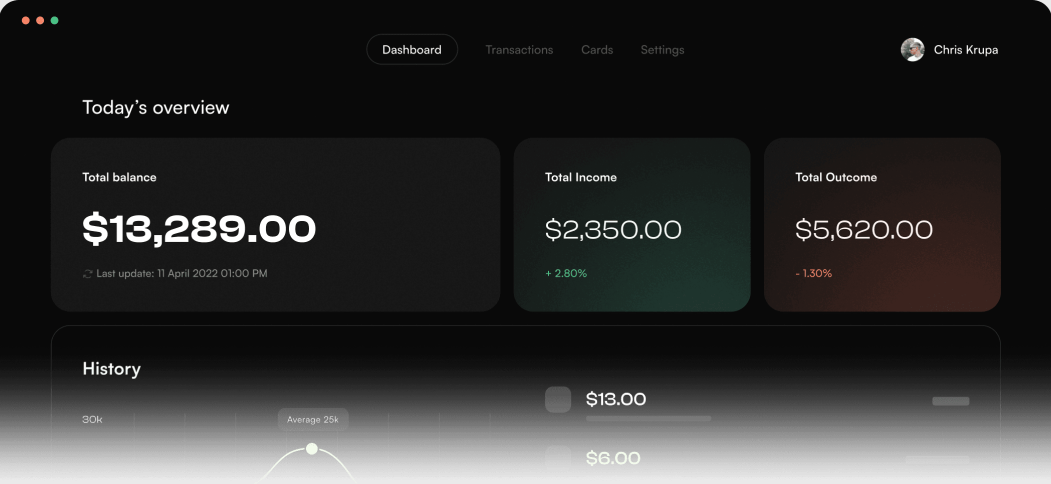 Dashboard
Transactions
Cards
Settings
Chris Krupa
Today’s overview
Total balance
$13,289.00
Last update: 11 April 2022 01:00 PM
Total Income
$2,350.00
+ 2.80%
Total Outcome
$5,620.00
- 1.30%
History
30k
Average 25k
$13.00
$6.00